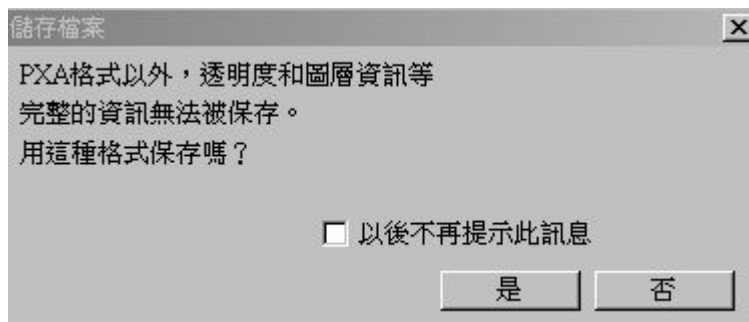 儲存檔案
PXA格式以外，透明度和圖層資訊等
完整的資訊無法被保存。
用這種格式保存嗎？
以後不再提示此訊息
是 否